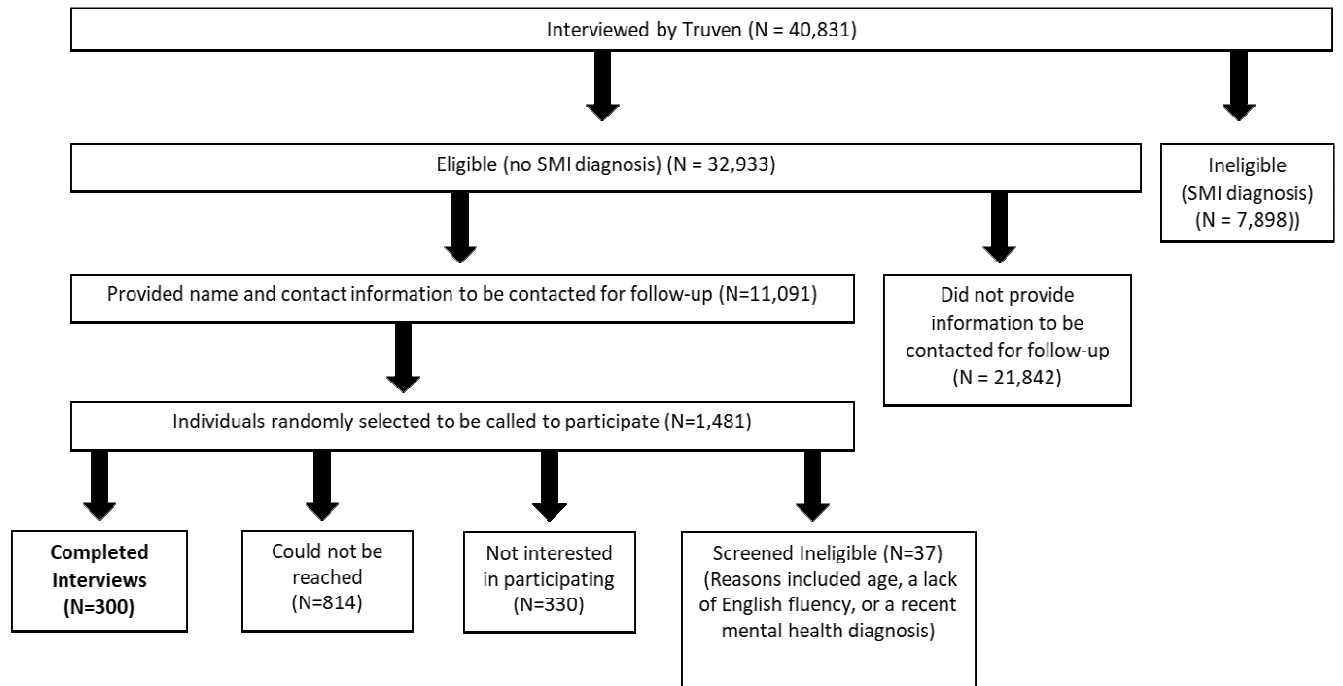 Interviewed by Truven (N = 40,831)
Eligible (no SMI diagnosis) (N = 32,933)
Ineligible
(SMI diagnosis)
(N = 7,898))
Provided name and contact information to be contacted for follow-up (N=11,091)
Did not provide
information to be
contacted for follow-up
(N = 21,842)
Individuals randomly selected to be called to participate (N=1,481)
Completed
Interviews
(N=300)
Could not be
reached
(N=814)
Not interested
in participating
(N=330)
Screened Ineligible (N=37)
(Reasons included age, a lack
of English fluency, or a recent
mental health diagnosis)